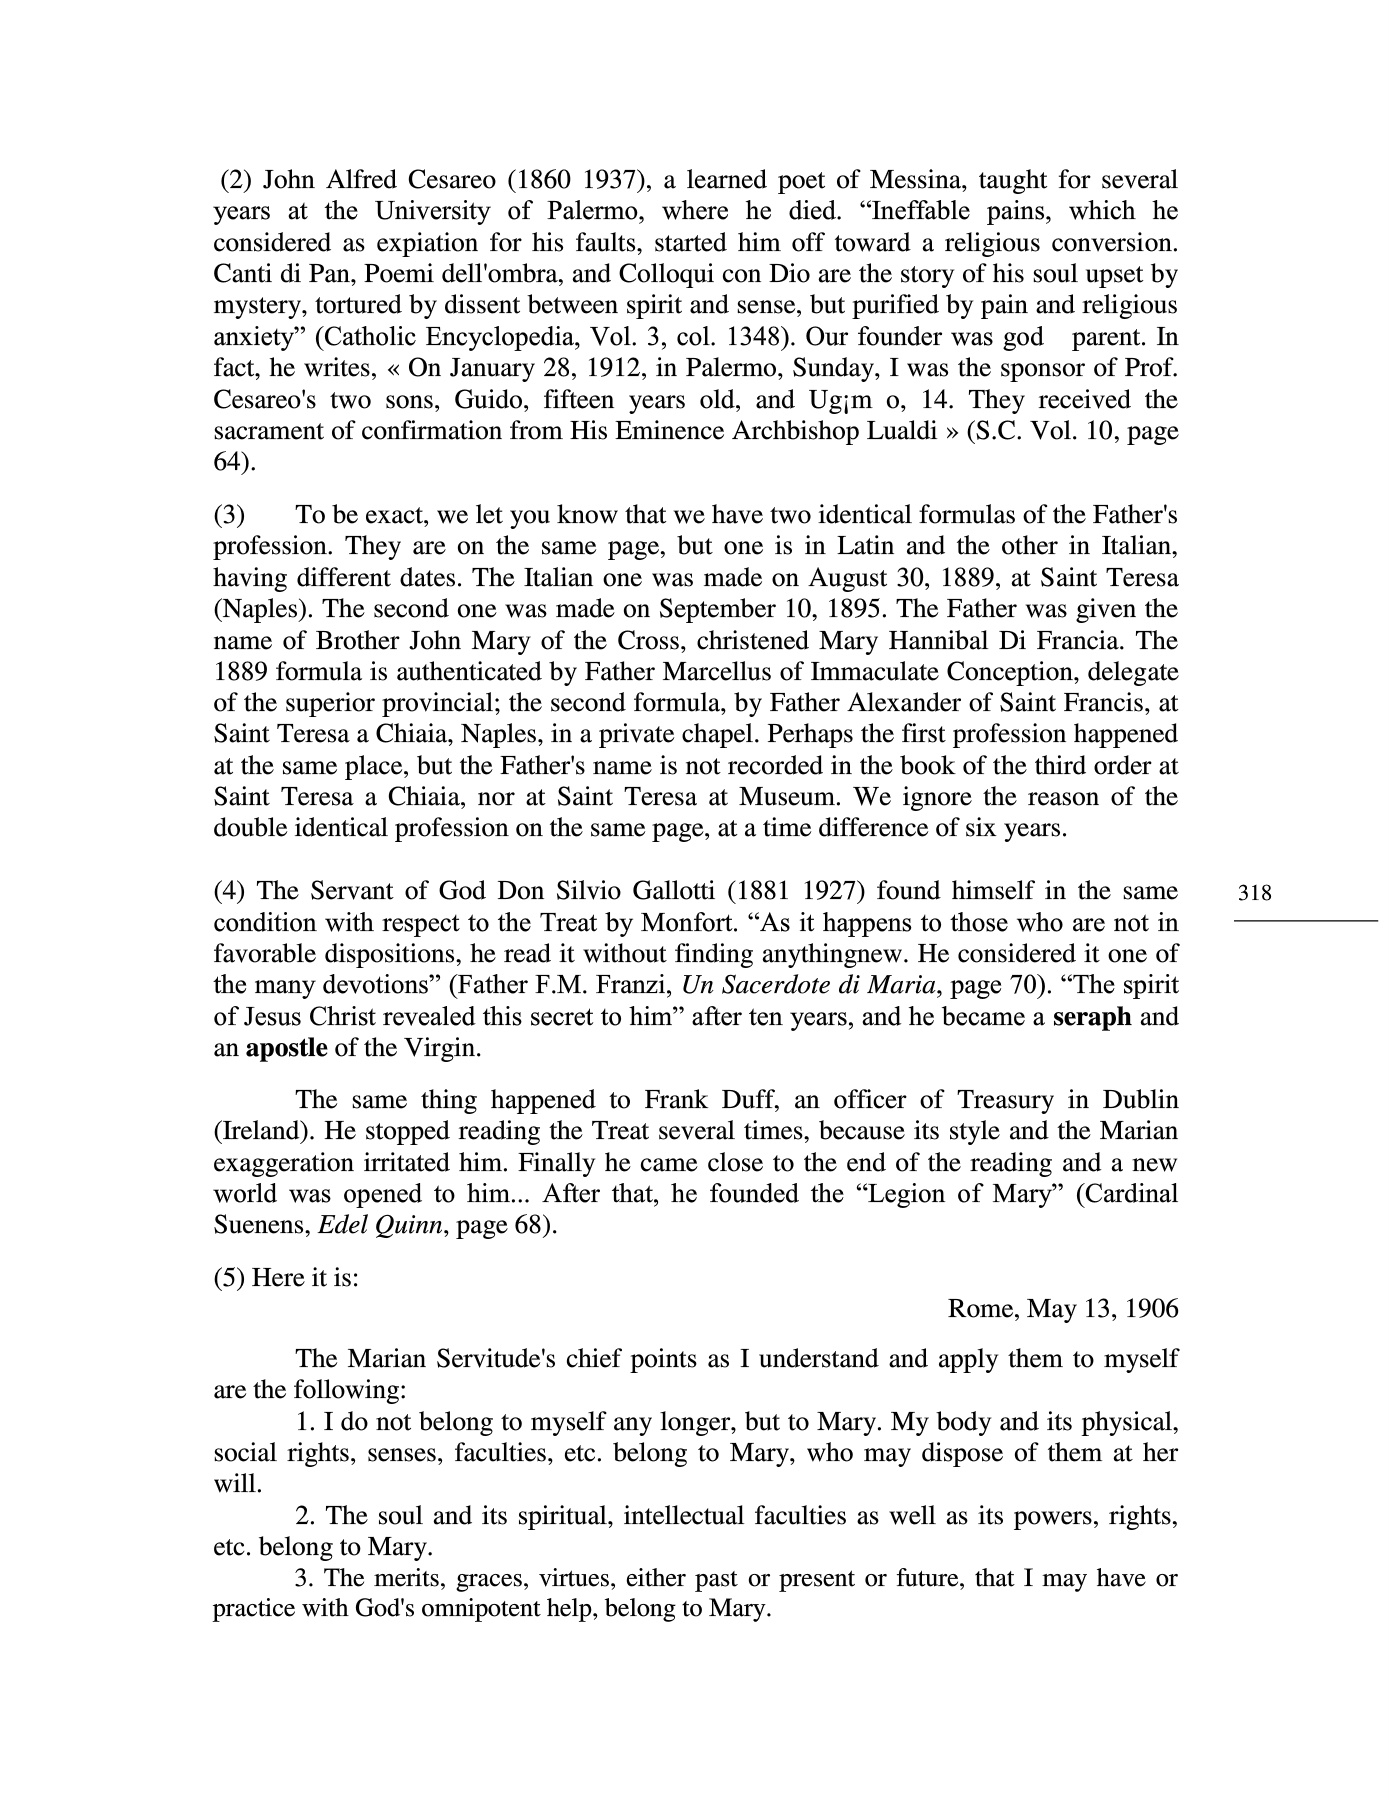 (2) John Alfred Cesareo (1860 1937), a learned poet of Messina, taught for several
years at the University of Palermo, where he died. “Ineffable pains, which he
considered as expiation for his faults, started him off toward a religious conversion.
Canti di Pan, Poemi dell'ombra, and Colloqui con Dio are the story of his soul upset by
mystery, tortured by dissent between spirit and sense, but purified by pain and religious
anxiety” (Catholic Encyclopedia, Vol. 3, col. 1348). Our founder was god parent. In
fact, he writes, « On January 28, 1912, in Palermo, Sunday, I was the sponsor of Prof.
Cesareo's two sons, Guido, fifteen years old, and Ug¡m o, 14. They received the
sacrament of confirmation from His Eminence Archbishop Lualdi » (S.C. Vol. 10, page
64).
(3) To be exact, we let you know that we have two identical formulas of the Father's
profession. They are on the same page, but one is in Latin and the other in Italian,
having different dates. The Italian one was made on August 30, 1889, at Saint Teresa
(Naples). The second one was made on September 10, 1895. The Father was given the
name of Brother John Mary of the Cross, christened Mary Hannibal Di Francia. The
1889 formula is authenticated by Father Marcellus of Immaculate Conception, delegate
of the superior provincial; the second formula, by Father Alexander of Saint Francis, at
Saint Teresa a Chiaia, Naples, in a private chapel. Perhaps the first profession happened
at the same place, but the Father's name is not recorded in the book of the third order at
Saint Teresa a Chiaia, nor at Saint Teresa at Museum. We ignore the reason of the
double identical profession on the same page, at a time difference of six years.
(4) The Servant of God Don Silvio Gallotti (1881 1927) found himself in the same
condition with respect to the Treat by Monfort. “As it happens to those who are not in
favorable dispositions, he read it without finding anythingnew. He considered it one of
the many devotions” (Father F.M. Franzi, Un Sacerdote di Maria, page 70). “The spirit
of Jesus Christ revealed this secret to him” after ten years, and he became a seraph and
an apostle of the Virgin.
318
The same thing happened to Frank Duff, an officer of Treasury in Dublin
(Ireland). He stopped reading the Treat several times, because its style and the Marian
exaggeration irritated him. Finally he came close to the end of the reading and a new
world was opened to him... After that, he founded the “Legion of Mary” (Cardinal
Suenens, Edel Quinn, page 68).
(5) Here it is:
Rome, May 13, 1906
The Marian Servitude's chief points as I understand and apply them to myself
are the following:
1. I do not belong to myself any longer, but to Mary. My body and its physical,
social rights, senses, faculties, etc. belong to Mary, who may dispose of them at her
will.
2. The soul and its spiritual, intellectual faculties as well as its powers, rights,
etc. belong to Mary.
3. The merits, graces, virtues, either past or present or future, that I may have or
practice with God's omnipotent help, belong to Mary.